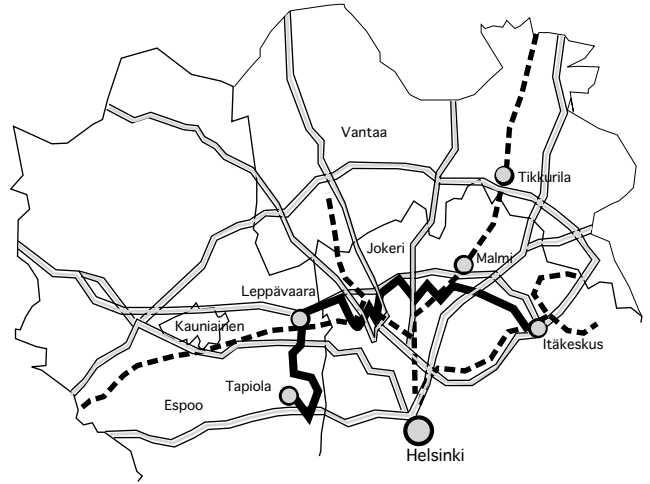 Vantaa
Tikkurila
Jokeri
Malmi
Leppävaara
Kauniainen
Itäkeskus
Tapiola
Espoo
Helsinki